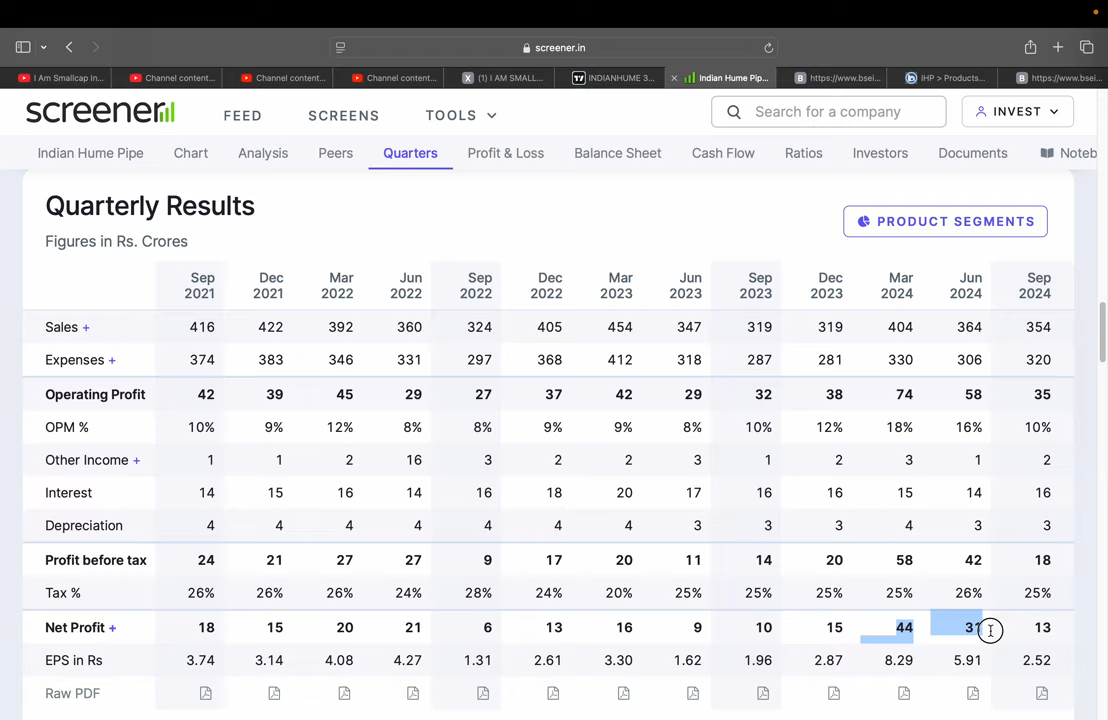 screener.in
I Am Smallcap In...
Channel content...
Channel content...
Channel content...
(1) I AM SMALL...
INDIANHUME 3...
Indian Hume Pip...
https://www.bsei...
IHP > Products...
https://www.bsei...
screener
FEED
SCREENS
TOOLS
Search for a company
INVEST
Indian Hume Pipe Chart Analysis Peers Quarters Profit & Loss Balance Sheet Cash Flow Ratios Investors Documents Noteb
Quarterly Results
PRODUCT SEGMENTS
Figures in Rs. Crores
Sep Dec Mar Jun Sep Dec Mar Jun Sep Dec Mar Jun Sep
2021 2021 2022 2022 2022 2022 2023 2023 2023 2023 2024 2024 2024
Sales + 416 422 392 360 324 405 454 347 319 319 404 364 354
Expenses + 374 383 346 331 297 368 412 318 287 281 330 306 320
Operating Profit 42 39 45 29 27 37 42 29 32 38 74 58 35
OPM % 10% 9% 12% 8% 8% 9% 9% 8% 10% 12% 18% 16% 10%
Other Income + 1 1 2 16 3 2 2 3 1 2 3 1 2
Interest 14 15 16 14 16 18 20 17 16 16 15 14 16
Depreciation 4 4 4 4 4 4 4 3 3 3 4 3 3
Profit before tax 24 21 27 27 9 17 20 11 14 20 58 42 18
Tax % 26% 26% 26% 24% 28% 24% 20% 25% 25% 25% 25% 26% 25%
Net Profit + 18 15 20 21 6 13 16 9 10 15 44 31 13
EPS in Rs 3.74 3.14 4.08 4.27 1.31 2.61 3.30 1.62 1.96 2.87 8.29 5.91 2.52
Raw PDF